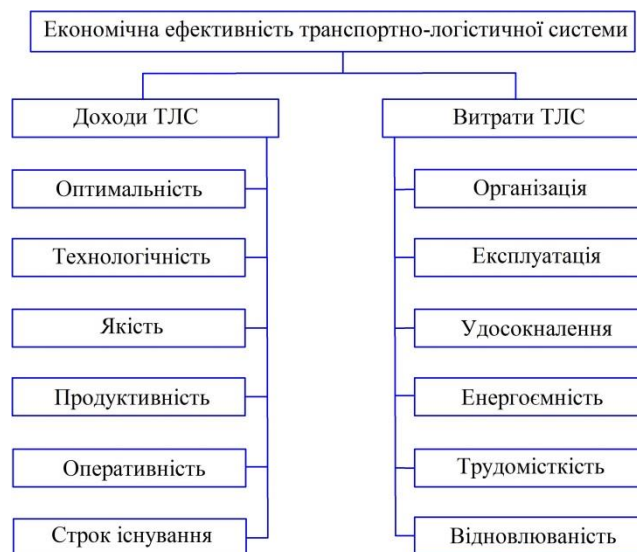 Економічна ефективність транспортно-логістичної системи
Доходи ТЛС
Витрати ТЛС
Оптимальність
Організація
Технологічність
Експлуатація
Якість
Удосокналення
Продуктивність
Енергоємність
Оперативність
Трудомісткість
Строк існування
Відновлюваність